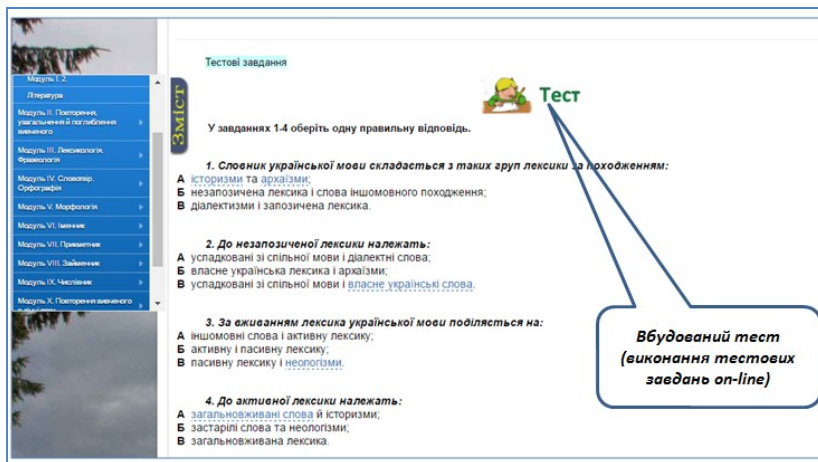 Тестові завдання
Модуль І. 2.
Література
Модуль ІІ. Повторення,
узагальнення й поглиблення
вивченого
Модуль ІІІ. Лексикологія.
Фразеологія
Модуль ІV. Словотвір.
Орфографія
Модуль V. Морфологія
Модуль VI. Іменник
Модуль VII. Прикметник
Модуль VIII. Займенник
Модуль IX. Числівник
Модуль X. Повторення вивченого
Зміст
Тест
У завданнях 1-4 оберіть одну правильну відповідь.
1. Словник української мови складається з таких груп лексики за походженням:
А історизми та архаїзми;
Б незапозичена лексика і слова іншомовного походження;
В діалектизми і запозичена лексика.
2. До незапозиченої лексики належать:
А успадковані зі спільної мови і діалектні слова;
Б власне українська лексика і архаїзми;
В успадковані зі спільної мови і власне українські слова.
3. За вживанням лексика української мови поділяється на:
А іншомовні слова і активну лексику;
Б активну і пасивну лексику;
В пасивну лексику і неологізми.
4. До активної лексики належать:
А загальновживані слова й історизми;
Б застарілі слова та неологізми;
В загальновживана лексика.
Вбудований тест
(виконання тестових
завдань on-line)